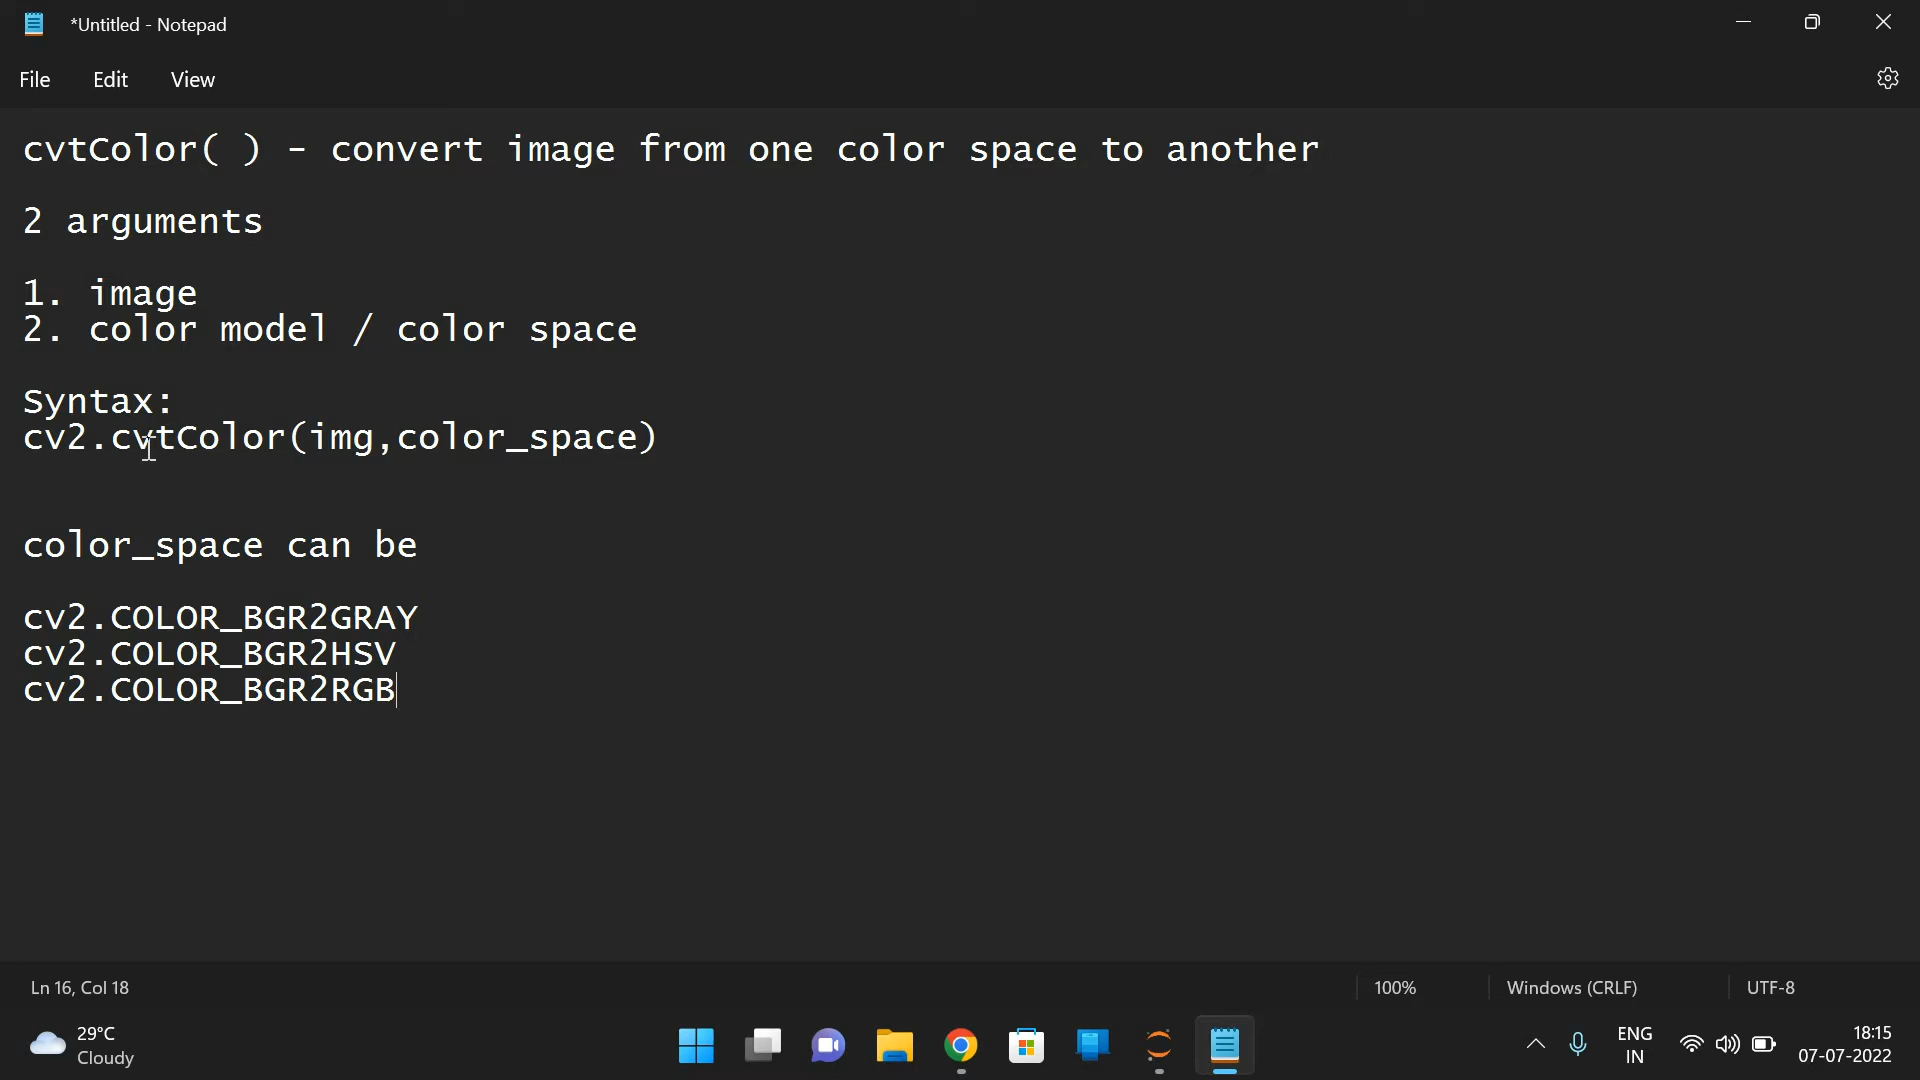 *Untitled - Notepad
File Edit View
cvtColor( ) - convert image from one color space to another
2 arguments
1. image
2. color model / color space
Syntax:
cv2.cvtColor(img,color_space)
color_space can be
cv2.COLOR_BGR2GRAY
cv2.COLOR_BGR2HSV
cv2.COLOR_BGR2RGB
Ln 16, Col 18 100% Windows (CRLF) UTF-8
29°C
Cloudy
ENG
IN
18:15
07-07-2022